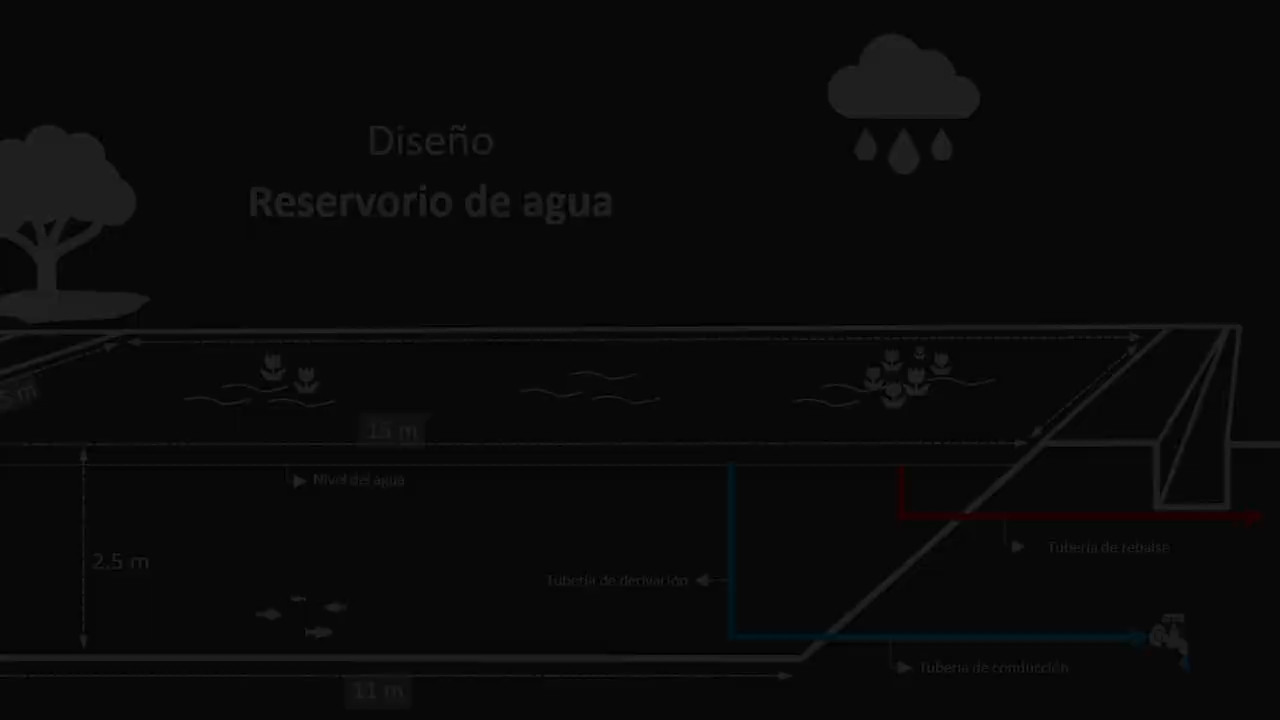 Diseño
Reservorio de agua
5 m
15 m
Nivel del agua
2.5 m
Tubería de rebalse
Tubería de derivación
Tubería de conducción
11 m